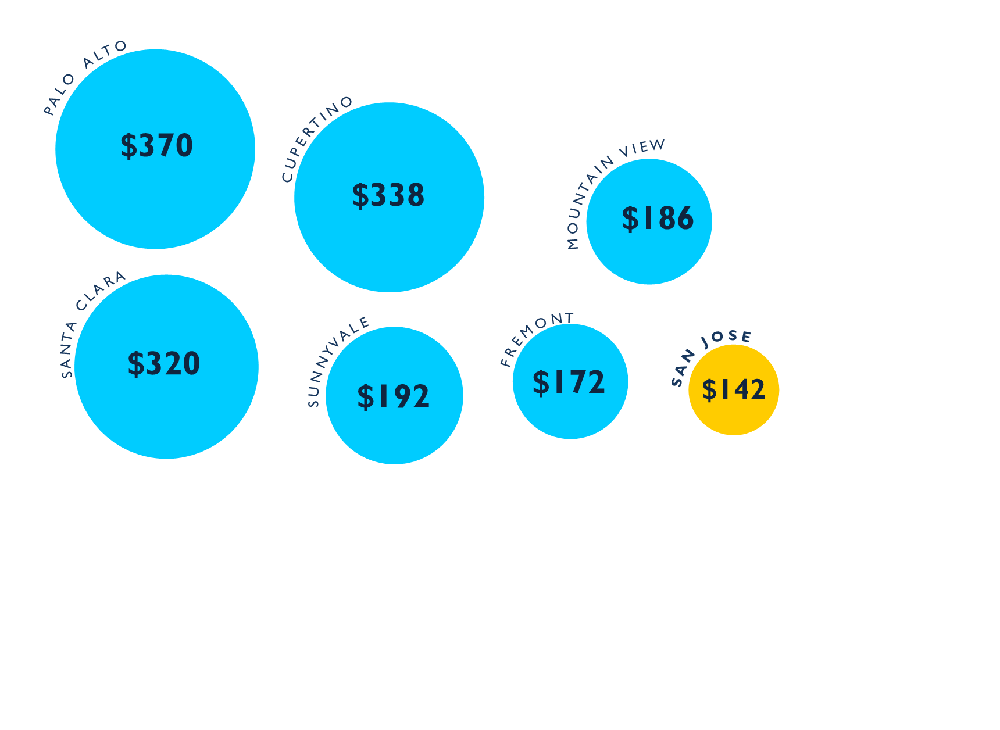 PALO ALTO
$370
CUPERTINO
$338
MOUNTAIN VIEW
$186
SANTA CLARA
$320
SUNNYVALE
$192
FREMONT
$172
SAN JOSE
$142